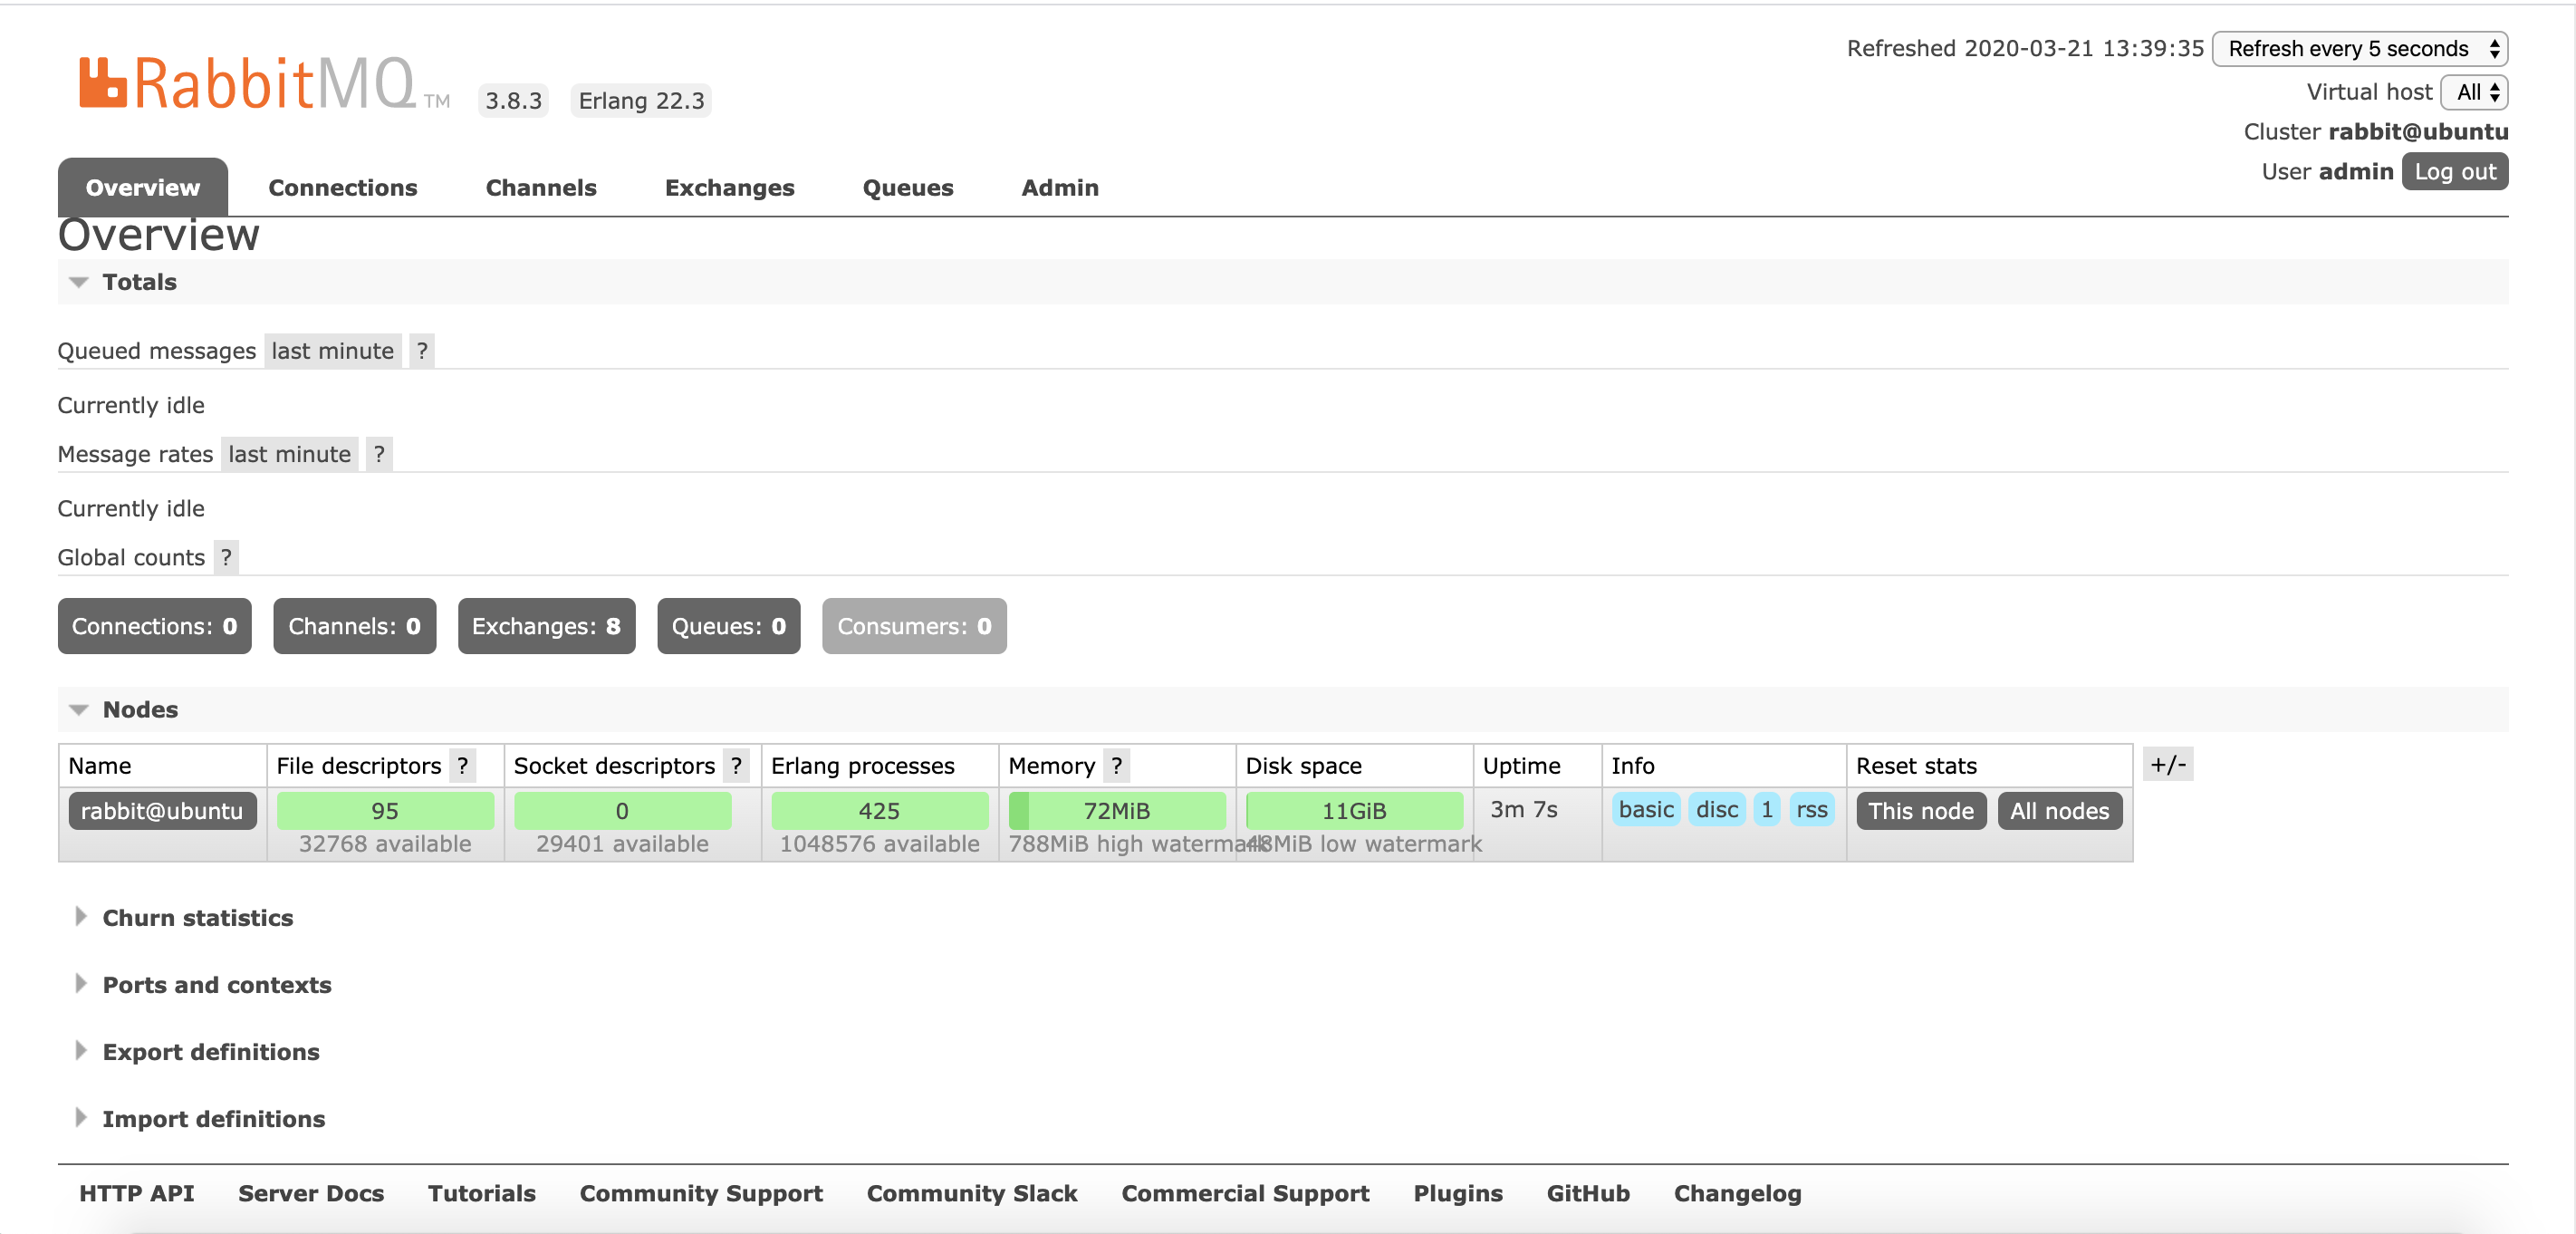 RabbitMQ TM 3.8.3 Erlang 22.3
Refreshed 2020-03-21 13:39:35 Refresh every 5 seconds
Virtual host All
Cluster rabbit@ubuntu
User admin Log out
Overview Connections Channels Exchanges Queues Admin
Overview
Totals
Queued messages last minute ?
Currently idle
Message rates last minute ?
Currently idle
Global counts ?
Connections: 0 Channels: 0 Exchanges: 8 Queues: 0 Consumers: 0
Nodes
Name File descriptors ? Socket descriptors ? Erlang processes Memory ? Disk space Uptime Info Reset stats +/-
rabbit@ubuntu 95 0 425 72MiB 11GiB 3m 7s basic disc 1 rss This node All nodes
32768 available 29401 available 1048576 available 788MiB high watermark 48MiB low watermark
Churn statistics
Ports and contexts
Export definitions
Import definitions
HTTP API Server Docs Tutorials Community Support Community Slack Commercial Support Plugins GitHub Changelog